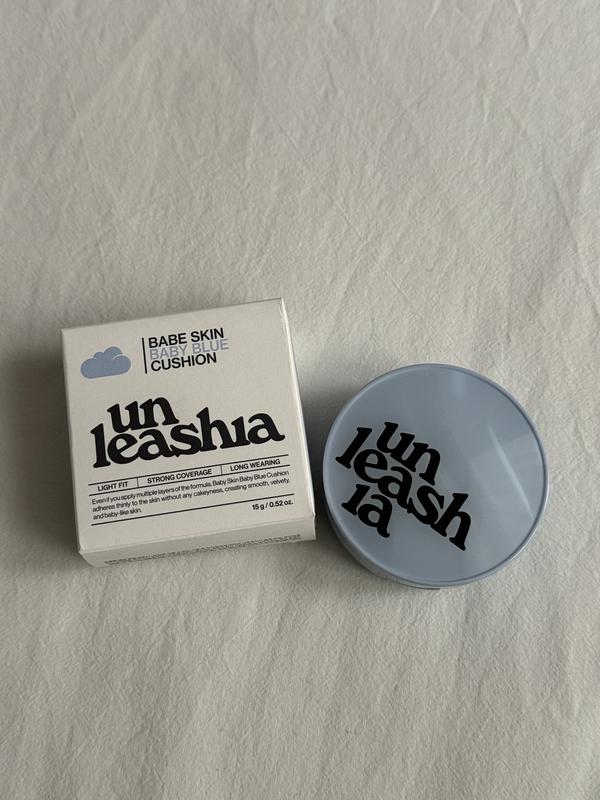 BABE SKIN
BABY BLUE
CUSHION
un
leashia
LIGHT FIT STRONG COVERAGE LONG WEARING
Even if you apply multiple layers of the formula, Baby Skin Baby Blue Cushion
adheres thinly to the skin without any cakeyness, creating smooth, velvety,
and baby-like skin.
15 g / 0.52 oz.
un
leash
ia